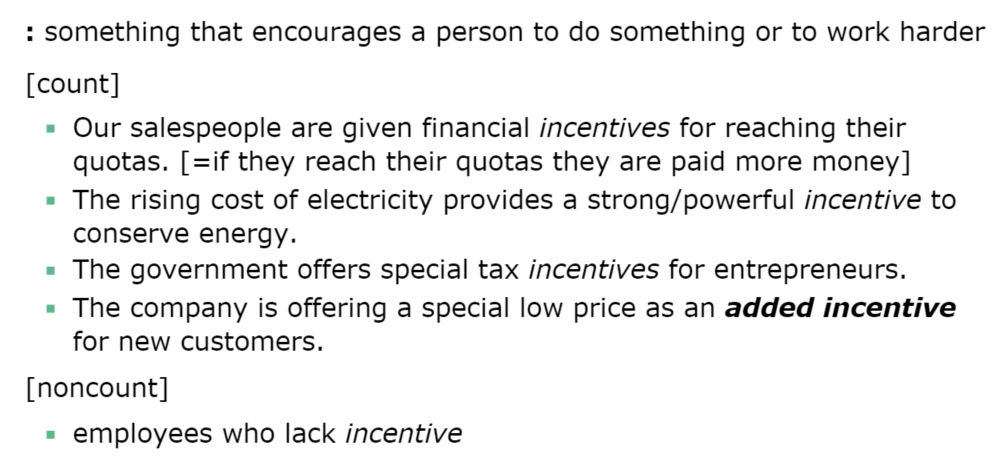 : something that encourages a person to do something or to work harder
[count]
▪ Our salespeople are given financial incentives for reaching their
quotas. [=if they reach their quotas they are paid more money]
▪ The rising cost of electricity provides a strong/powerful incentive to
conserve energy.
▪ The government offers special tax incentives for entrepreneurs.
▪ The company is offering a special low price as an added incentive
for new customers.
[noncount]
▪ employees who lack incentive